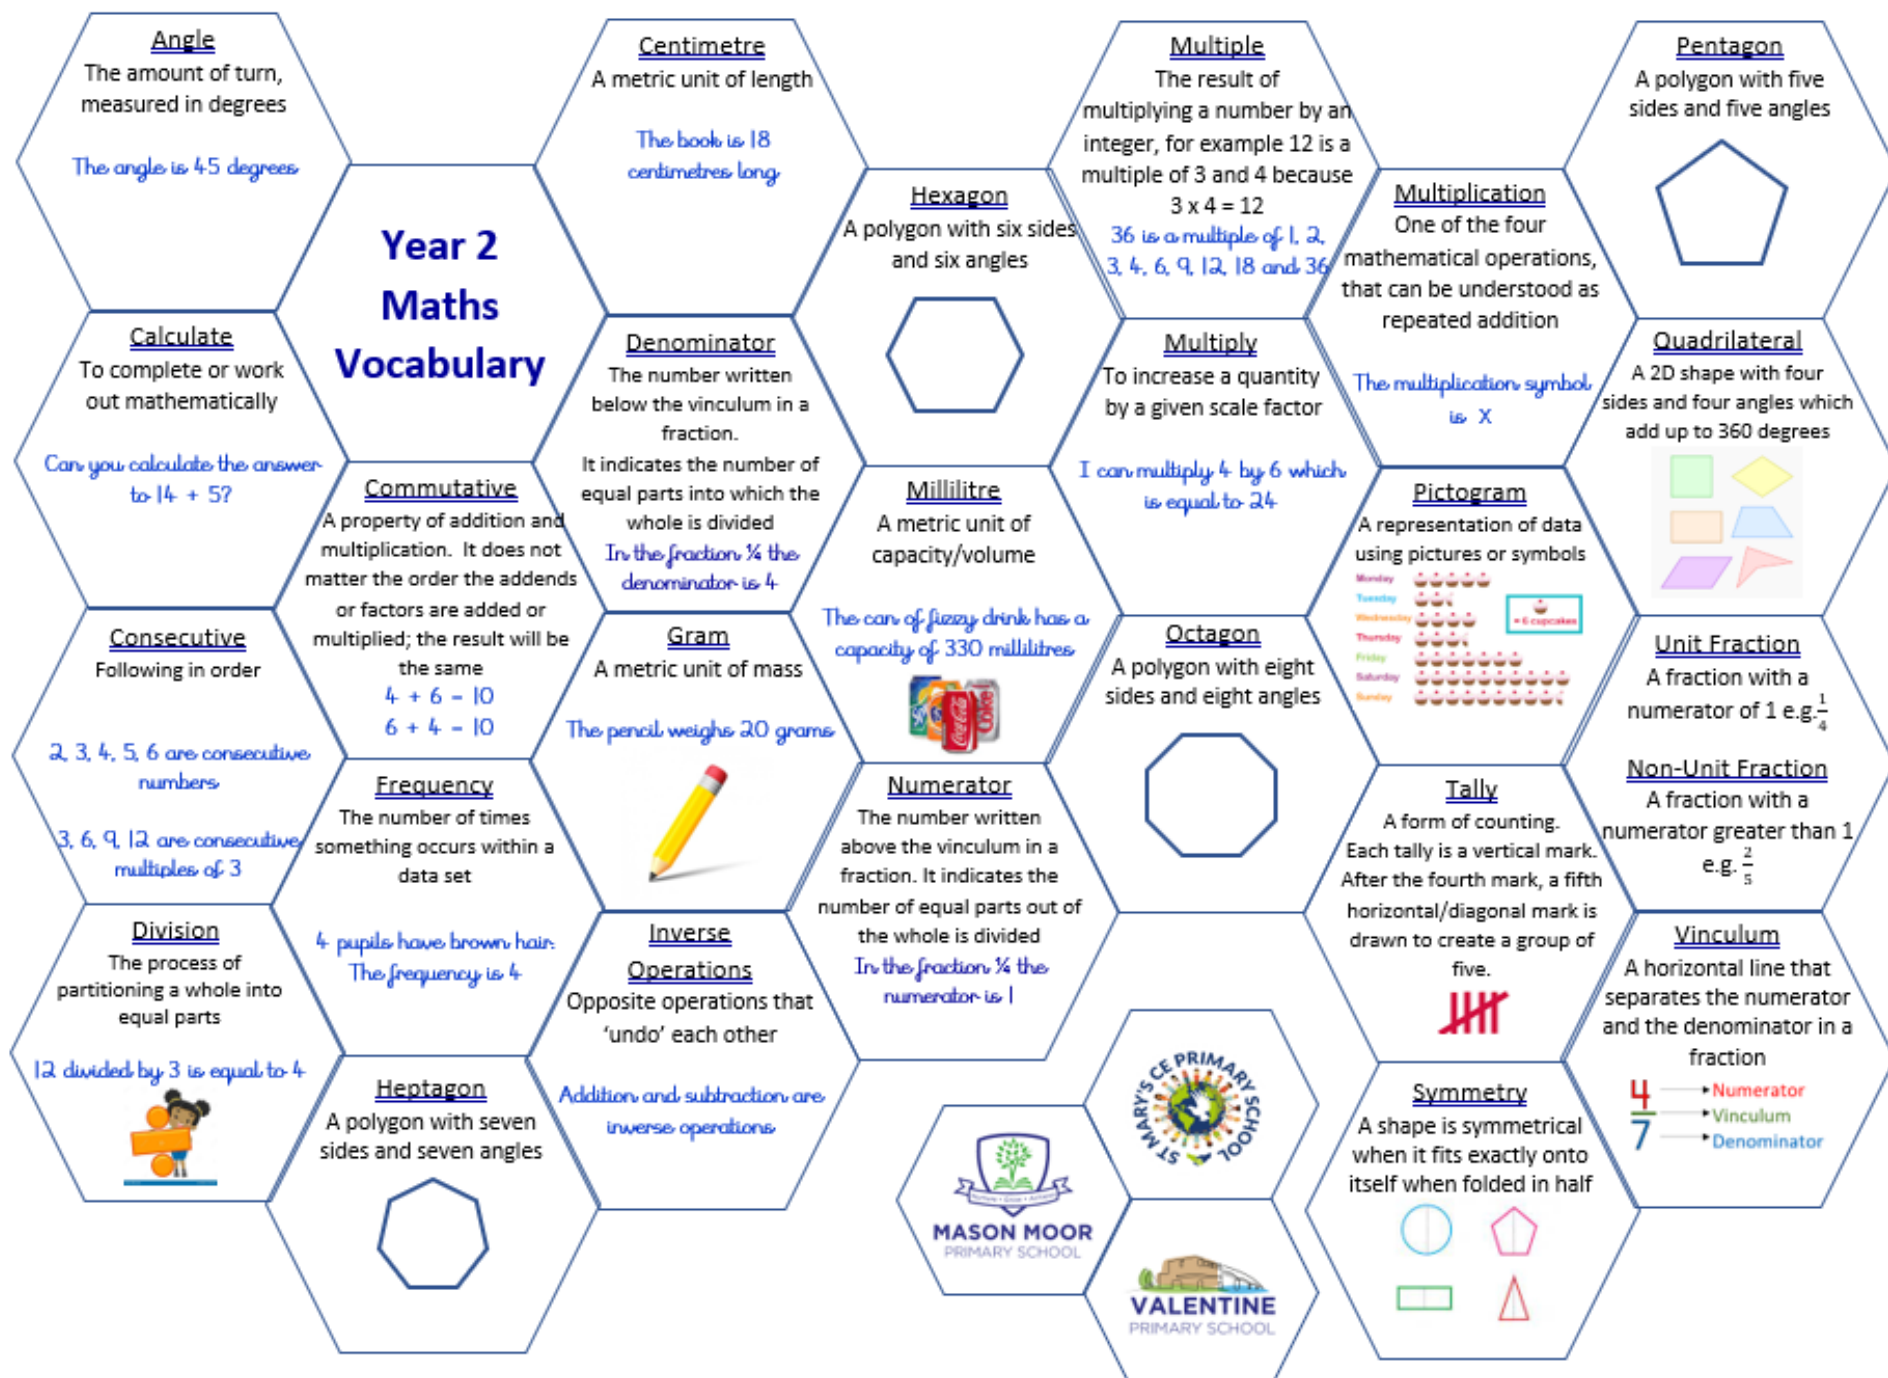 Angle
The amount of turn,
measured in degrees
The angle is 45 degrees
Year 2
Maths
Vocabulary
Centimetre
A metric unit of length
The book is 18
centimetres long
Hexagon
A polygon with six sides
and six angles
Multiple
The result of
multiplying a number by an
integer, for example 12 is a
multiple of 3 and 4 because
3 x 4 = 12
36 is a multiple of 1, 2,
3, 4, 6, 9, 12, 18 and 36
Multiplication
One of the four
mathematical operations,
that can be understood as
repeated addition
The multiplication symbol
is X
Pentagon
A polygon with five
sides and five angles
Calculate
To complete or work
out mathematically
Can you calculate the answer
to 14 + 5?
Commutative
A property of addition and
multiplication. It does not
matter the order the addends
or factors are added or
multiplied; the result will be
the same
4 + 6 = 10
6 + 4 = 10
Denominator
The number written
below the vinculum in a
fraction.
It indicates the number of
equal parts into which the
whole is divided
In the fraction ¼ the
denominator is 4
Millilitre
A metric unit of
capacity/volume
The can of fizzy drink has a
capacity of 330 millilitres
Coca-Cola
Coke
Multiply
To increase a quantity
by a given scale factor
I can multiply 4 by 6 which
is equal to 24
Pictogram
A representation of data
using pictures or symbols
Monday
Tuesday
Wednesday
Thursday
Friday
Saturday
Sunday
= 6 cupcakes
Quadrilateral
A 2D shape with four
sides and four angles which
add up to 360 degrees
Consecutive
Following in order
2, 3, 4, 5, 6 are consecutive
numbers
3, 6, 9, 12 are consecutive
multiples of 3
Frequency
The number of times
something occurs within a
data set
4 pupils have brown hair.
The frequency is 4
Gram
A metric unit of mass
The pencil weighs 20 grams
Numerator
The number written
above the vinculum in a
fraction. It indicates the
number of equal parts out of
the whole is divided
In the fraction ¼ the
numerator is 1
Octagon
A polygon with eight
sides and eight angles
Tally
A form of counting.
Each tally is a vertical mark.
After the fourth mark, a fifth
horizontal/diagonal mark is
drawn to create a group of
five.
Unit Fraction
A fraction with a
numerator of 1 e.g. 1/4
Non-Unit Fraction
A fraction with a
numerator greater than 1
e.g. 2/5
Division
The process of
partitioning a whole into
equal parts
12 divided by 3 is equal to 4
Heptagon
A polygon with seven
sides and seven angles
Inverse
Operations
Opposite operations that
‘undo’ each other
Addition and subtraction are
inverse operations
ST MARY'S CE PRIMARY SCHOOL
MASON MOOR
PRIMARY SCHOOL
VALENTINE
PRIMARY SCHOOL
Symmetry
A shape is symmetrical
when it fits exactly onto
itself when folded in half
Vinculum
A horizontal line that
separates the numerator
and the denominator in a
fraction
4 Numerator
Vinculum
7 Denominator